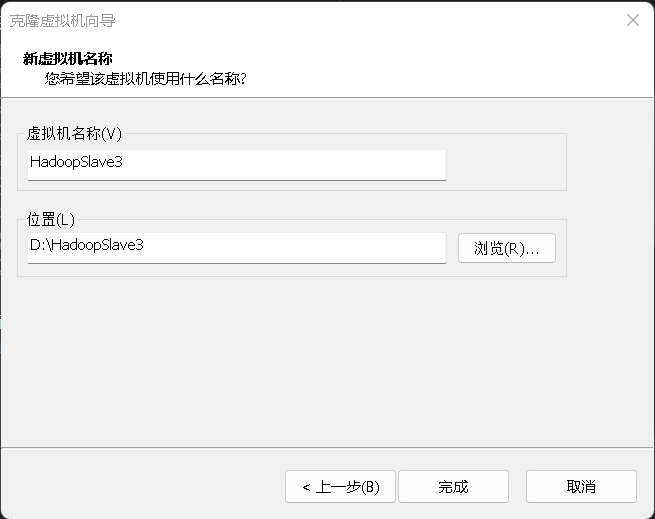 克隆虚拟机向导
新虚拟机名称
您希望该虚拟机使用什么名称?
虚拟机名称(V)
HadoopSlave3
位置(L)
D:\HadoopSlave3
浏览(R)...
< 上一步(B)
完成
取消